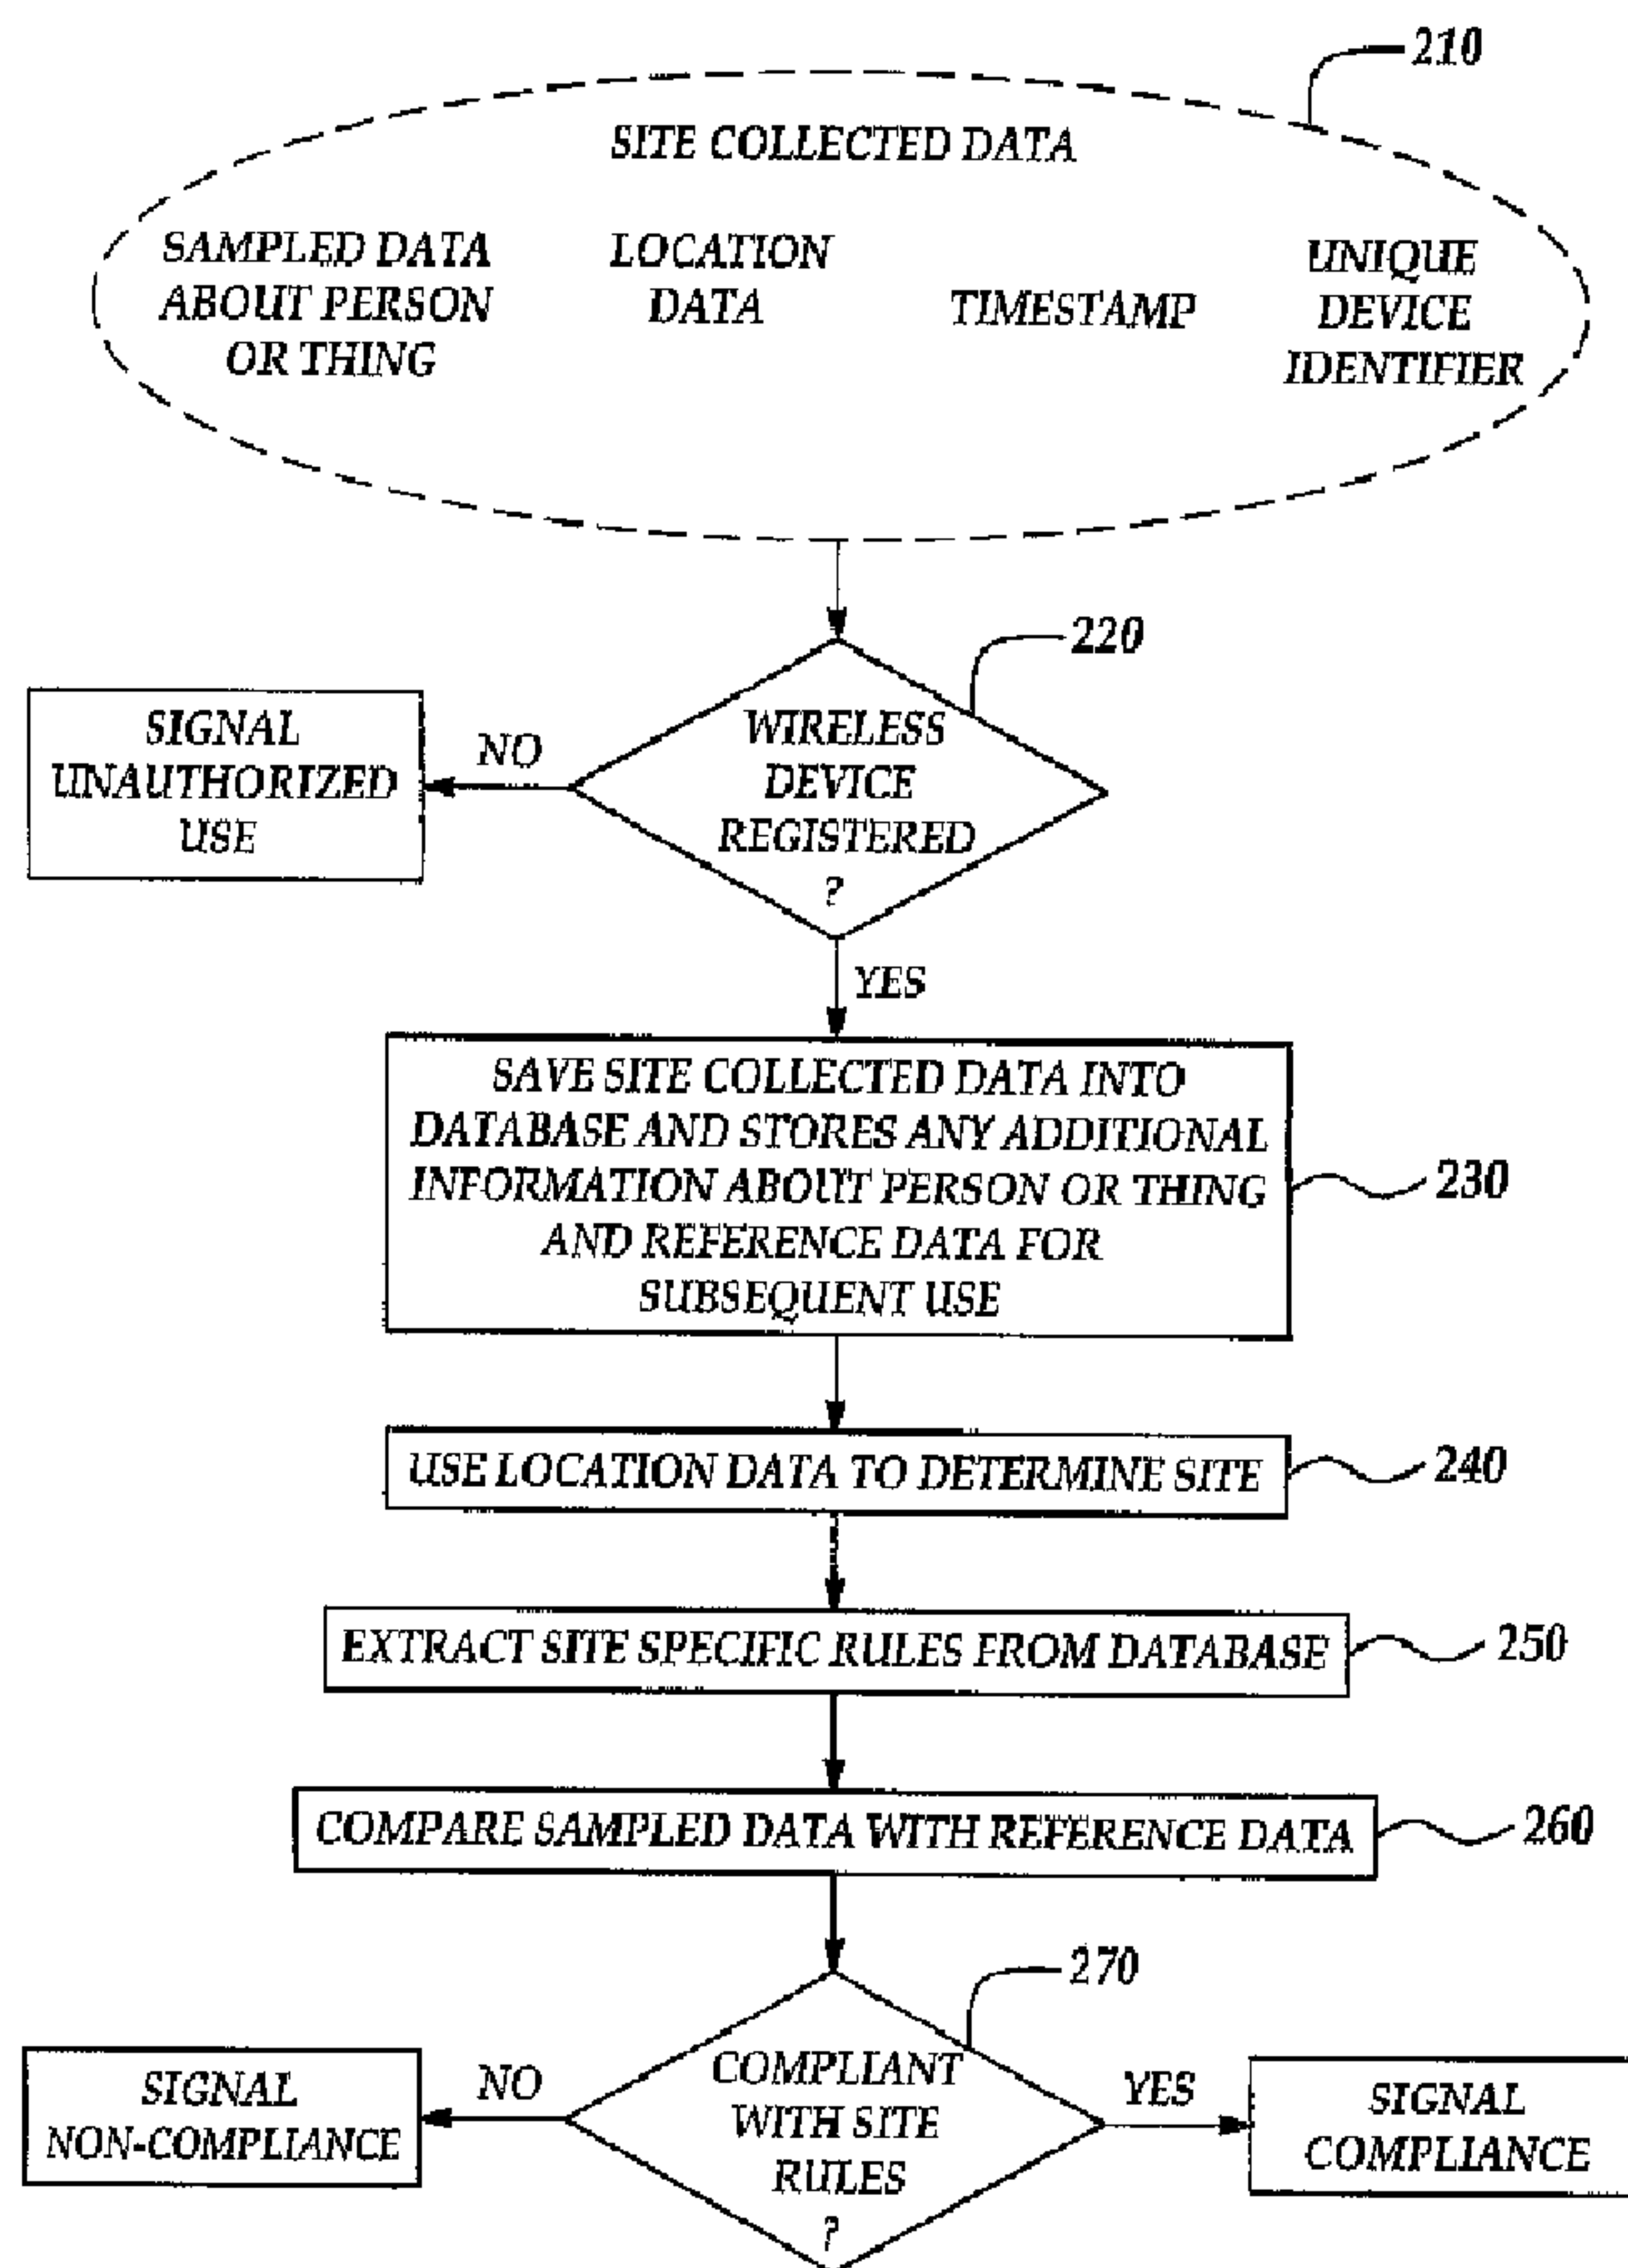 210
SITE COLLECTED DATA
SAMPLED DATA
ABOUT PERSON
OR THING
LOCATION
DATA
TIMESTAMP
UNIQUE
DEVICE
IDENTIFIER
220
WIRELESS
DEVICE
REGISTERED
?
NO
SIGNAL
UNAUTHORIZED
USE
YES
SAVE SITE COLLECTED DATA INTO
DATABASE AND STORES ANY ADDITIONAL
INFORMATION ABOUT PERSON OR THING
AND REFERENCE DATA FOR
SUBSEQUENT USE
230
USE LOCATION DATA TO DETERMINE SITE
240
EXTRACT SITE SPECIFIC RULES FROM DATABASE
250
COMPARE SAMPLED DATA WITH REFERENCE DATA
260
270
COMPLIANT
WITH SITE
RULES
?
NO
SIGNAL
NON-COMPLIANCE
YES
SIGNAL
COMPLIANCE